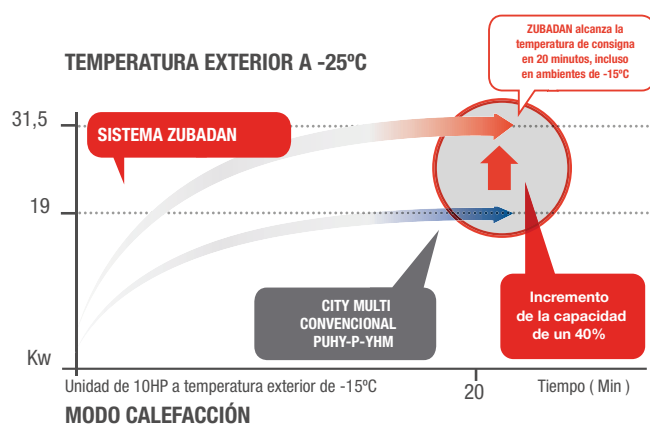 ZUBADAN alcanza la
temperatura de consigna
en 20 minutos, incluso
en ambientes de -15ºC
TEMPERATURA EXTERIOR A -25ºC
31,5
SISTEMA ZUBADAN
19
CITY MULTI
CONVENCIONAL
PUHY-P-YHM
Incremento
de la capacidad
de un 40%
Kw
Unidad de 10HP a temperatura exterior de -15ºC
20
Tiempo ( Min )
MODO CALEFACCIÓN